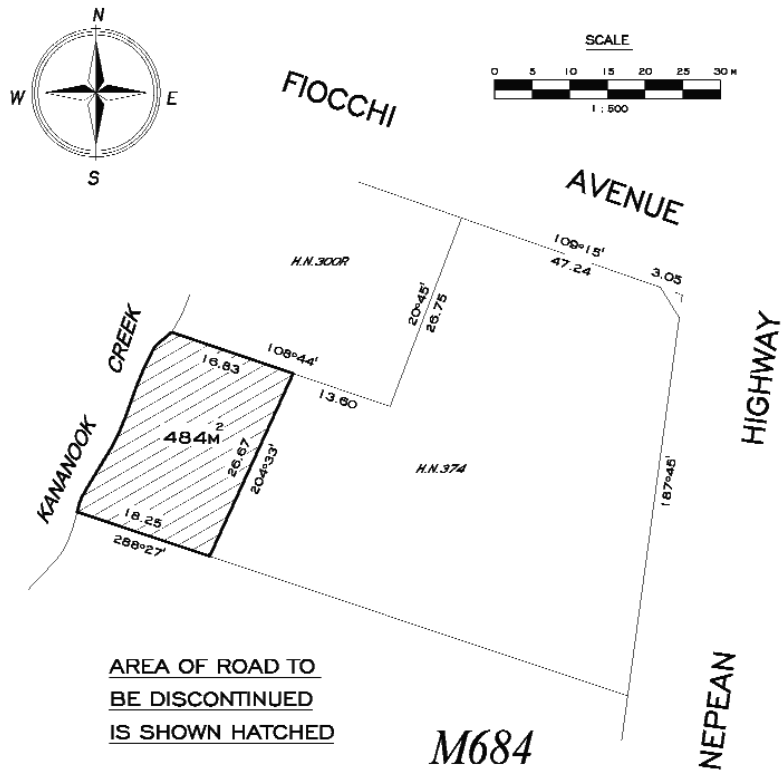 N
W E
S
SCALE
0 5 10 15 20 25 30 M
1 : 500
FIOCCHI
AVENUE
109°15'
47.24
3.05
H.N.300R
20°45'
26.75
KANANOOK CREEK
108°44'
16.83
13.60
484M²
26.67
204°33'
18.25
288°27'
H.N.374
187°45'
NEPEAN HIGHWAY
AREA OF ROAD TO
BE DISCONTINUED
IS SHOWN HATCHED
M684